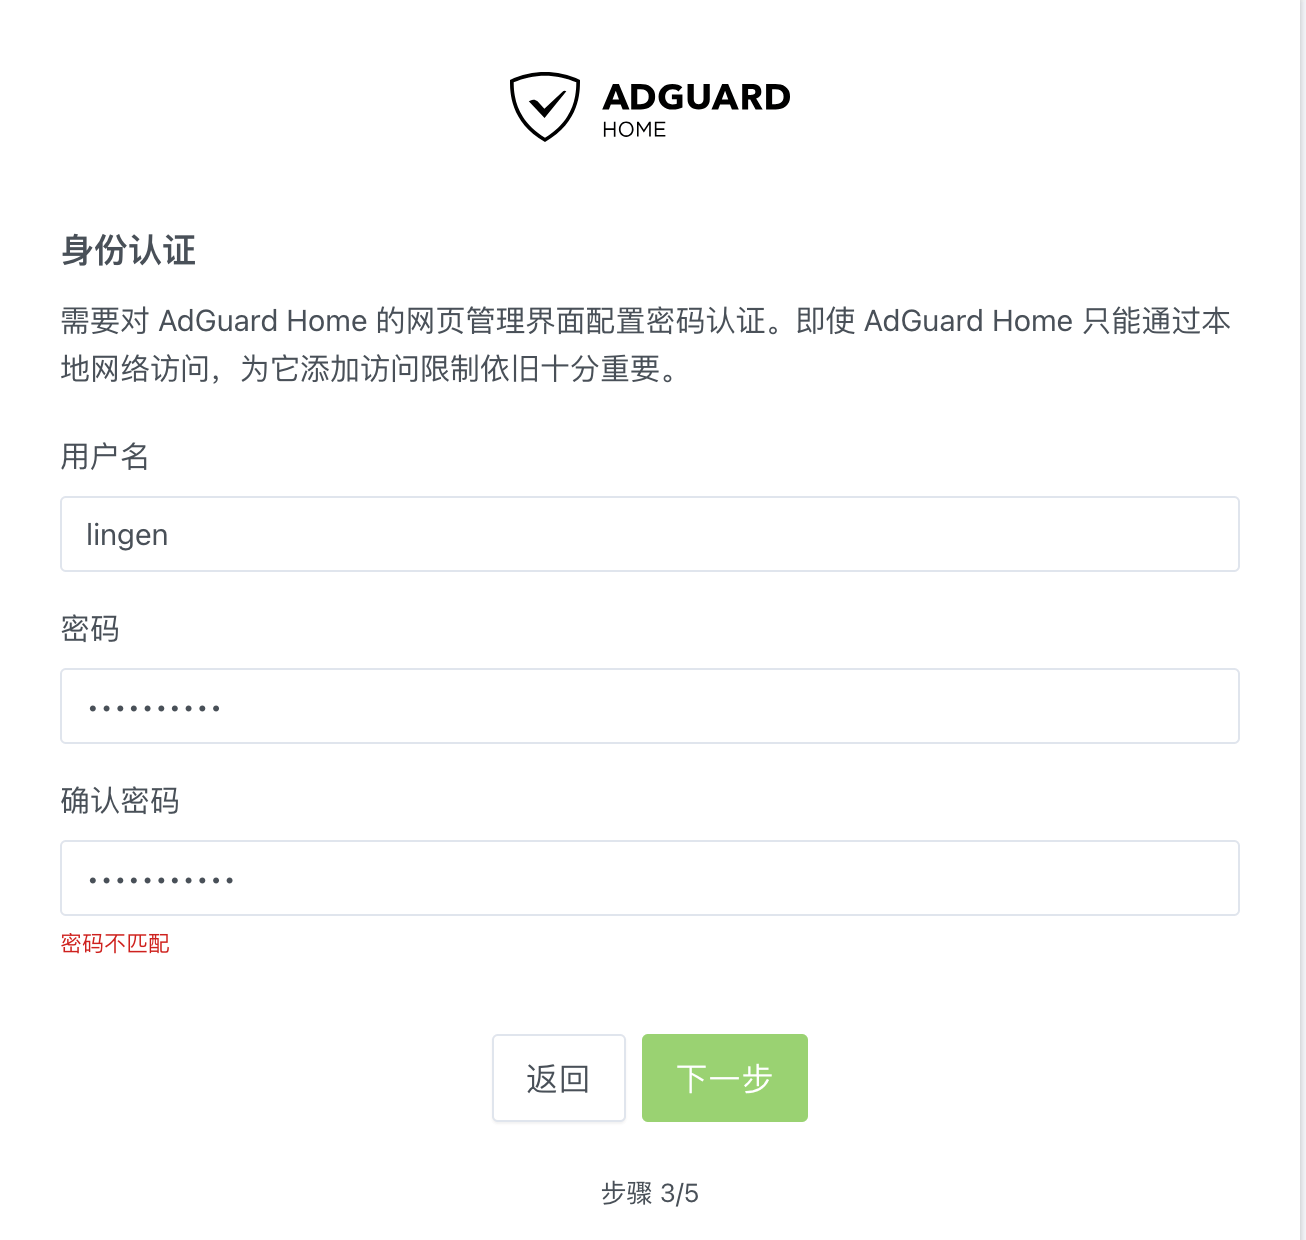 ADGUARD
HOME
身份认证
需要对 AdGuard Home 的网页管理界面配置密码认证。即使 AdGuard Home 只能通过本
地网络访问，为它添加访问限制依旧十分重要。
用户名
lingen
密码
••••••••••
确认密码
•••••••••••
密码不匹配
返回
下一步
步骤 3/5